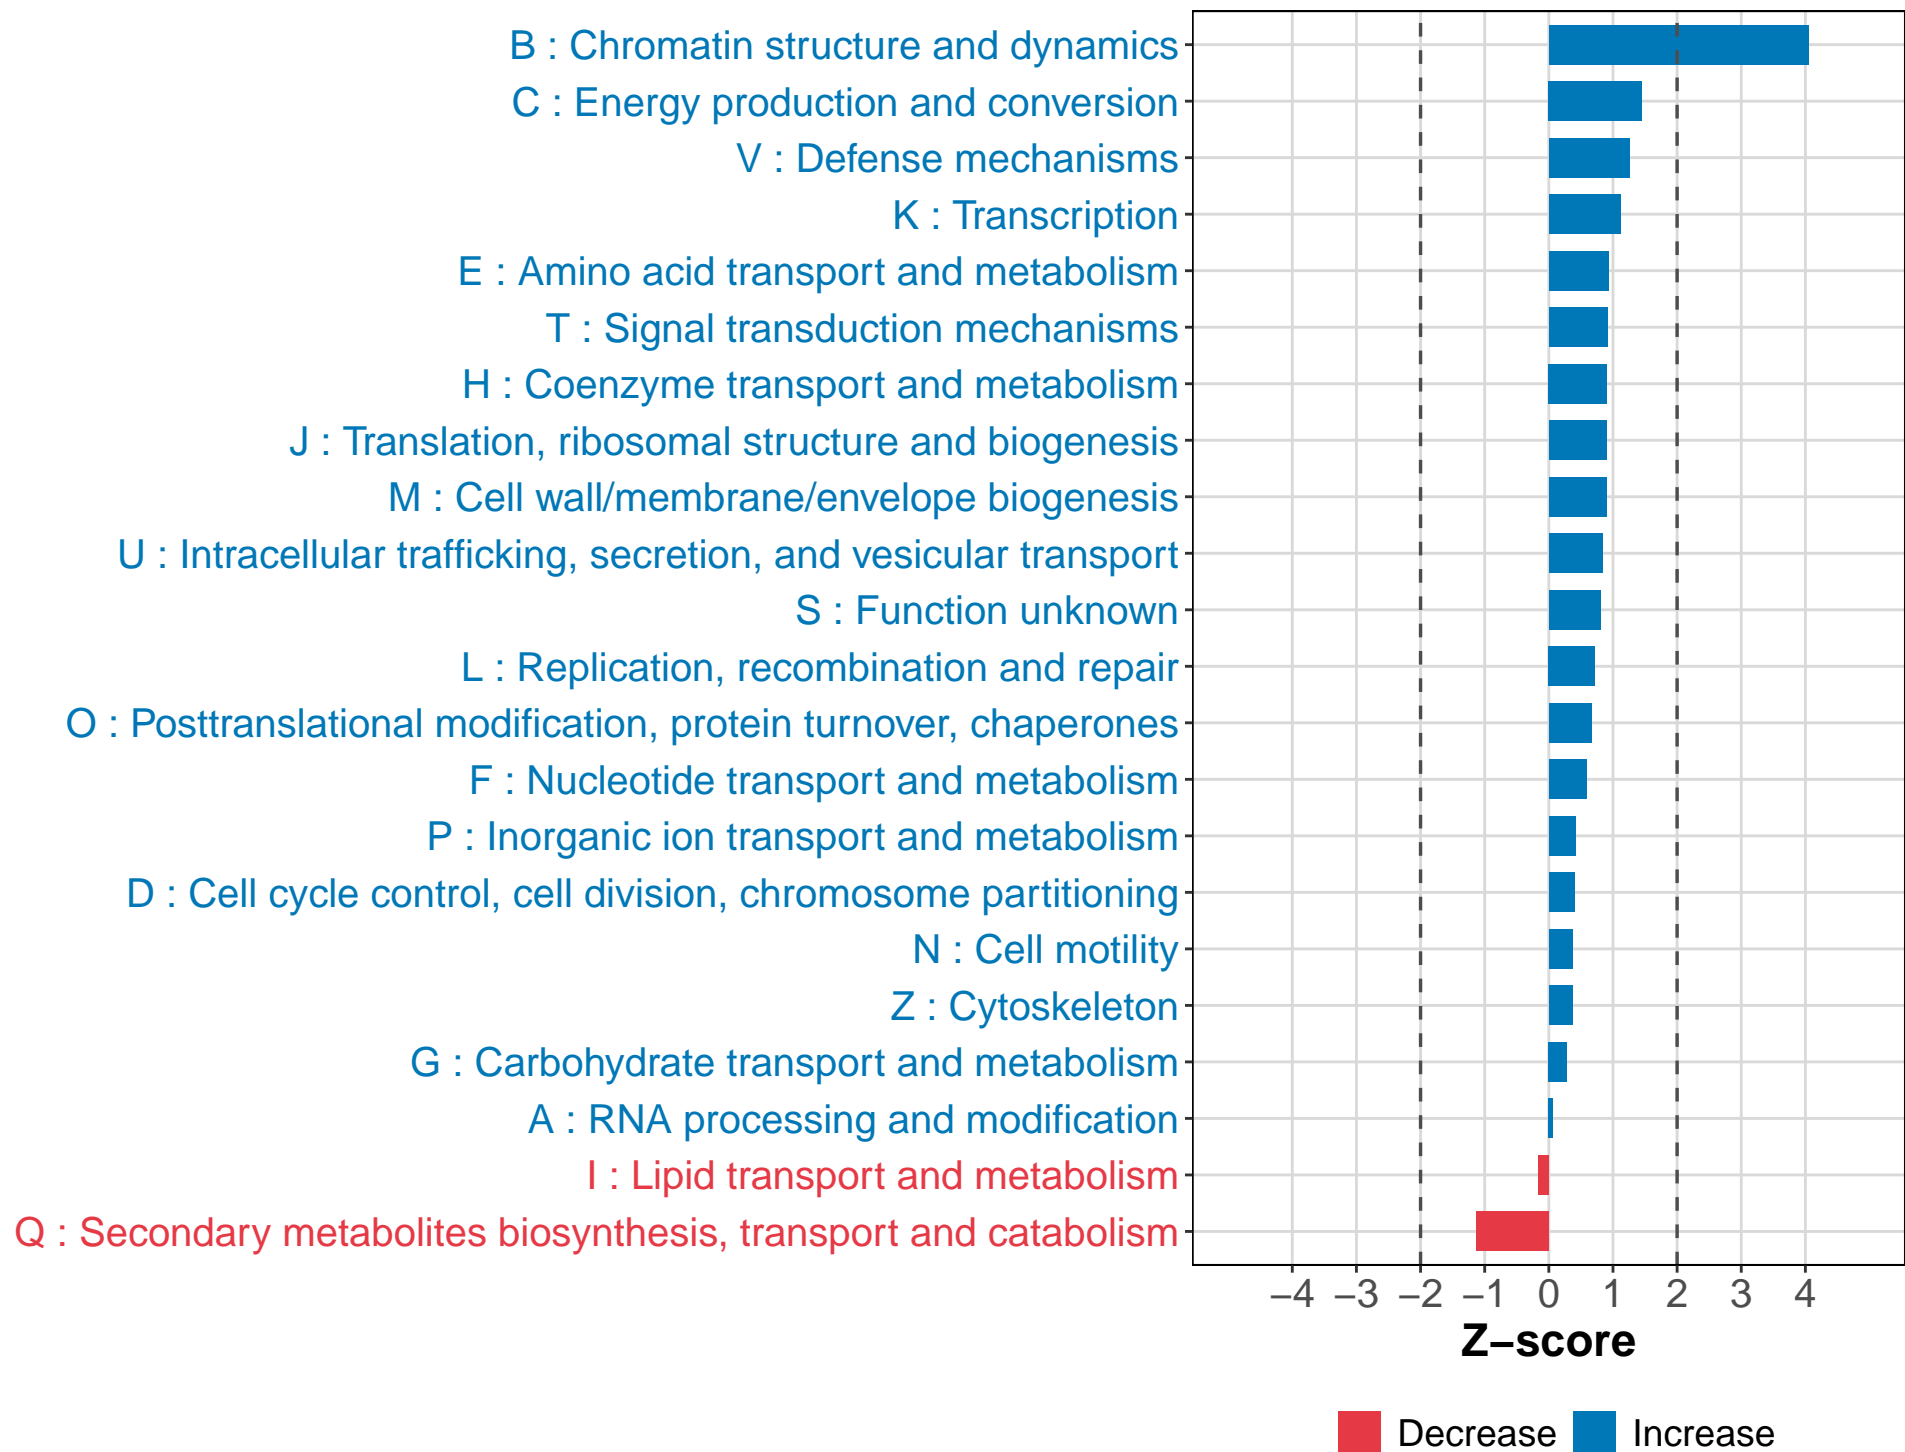 B : Chromatin structure and dynamics
C : Energy production and conversion
V : Defense mechanisms
K : Transcription
E : Amino acid transport and metabolism
T : Signal transduction mechanisms
H : Coenzyme transport and metabolism
J : Translation, ribosomal structure and biogenesis
M : Cell wall/membrane/envelope biogenesis
U : Intracellular trafficking, secretion, and vesicular transport
S : Function unknown
L : Replication, recombination and repair
O : Posttranslational modification, protein turnover, chaperones
F : Nucleotide transport and metabolism
P : Inorganic ion transport and metabolism
D : Cell cycle control, cell division, chromosome partitioning
N : Cell motility
Z : Cytoskeleton
G : Carbohydrate transport and metabolism
A : RNA processing and modification
I : Lipid transport and metabolism
Q : Secondary metabolites biosynthesis, transport and catabolism
−4 −3 −2 −1 0 1 2 3 4
Z−score
Decrease Increase